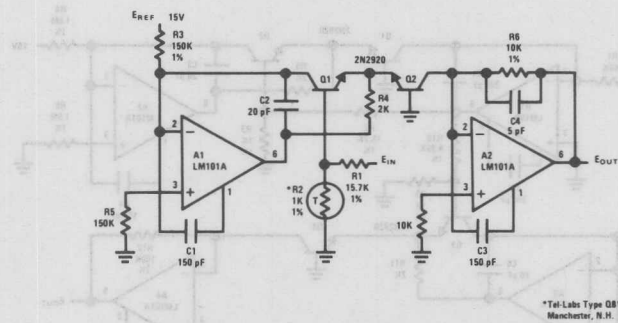 EREF 15V
R3
150K
1%
C2
20 pF
Q1
2N2920
Q2
R4
2K
R6
10K
1%
C4
5 pF
2
−
A1
LM101A
6
3
+
1
R5
150K
C1
150 pF
EIN
R1
15.7K
1%
*R2
1K
1%
T
2
−
A2
LM101A
6
EOUT
3
+
1
10K
C3
150 pF
*Tel-Labs Type Q8
Manchester, N.H.